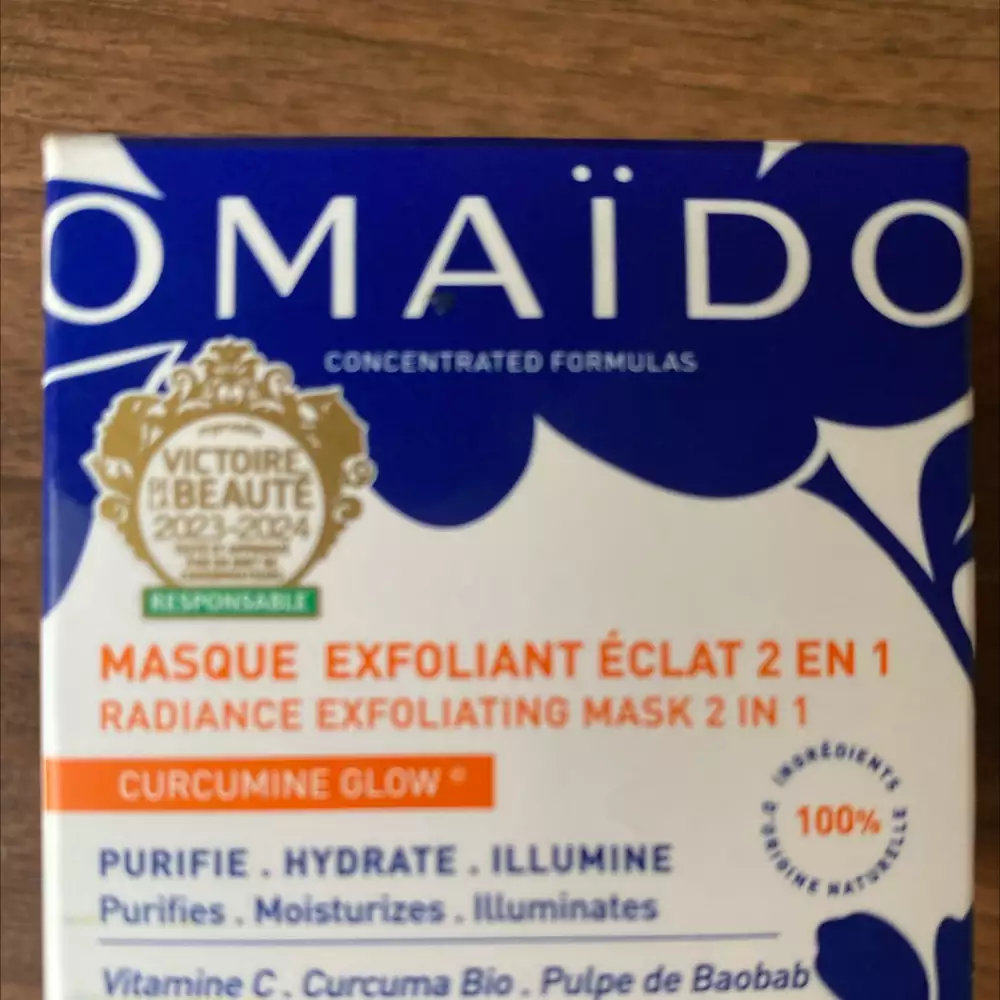 OMAÏDO
CONCENTRATED FORMULAS
VICTOIRE
DE LA BEAUTÉ
2023-2024
RESPONSABLE
MASQUE EXFOLIANT ÉCLAT 2 EN 1
RADIANCE EXFOLIATING MASK 2 IN 1
CURCUMINE GLOW
INGRÉDIENTS
100%
D'ORIGINE NATURELLE
PURIFIE . HYDRATE . ILLUMINE
Purifies . Moisturizes . Illuminates
Vitamine C . Curcuma Bio . Pulpe de Baobab